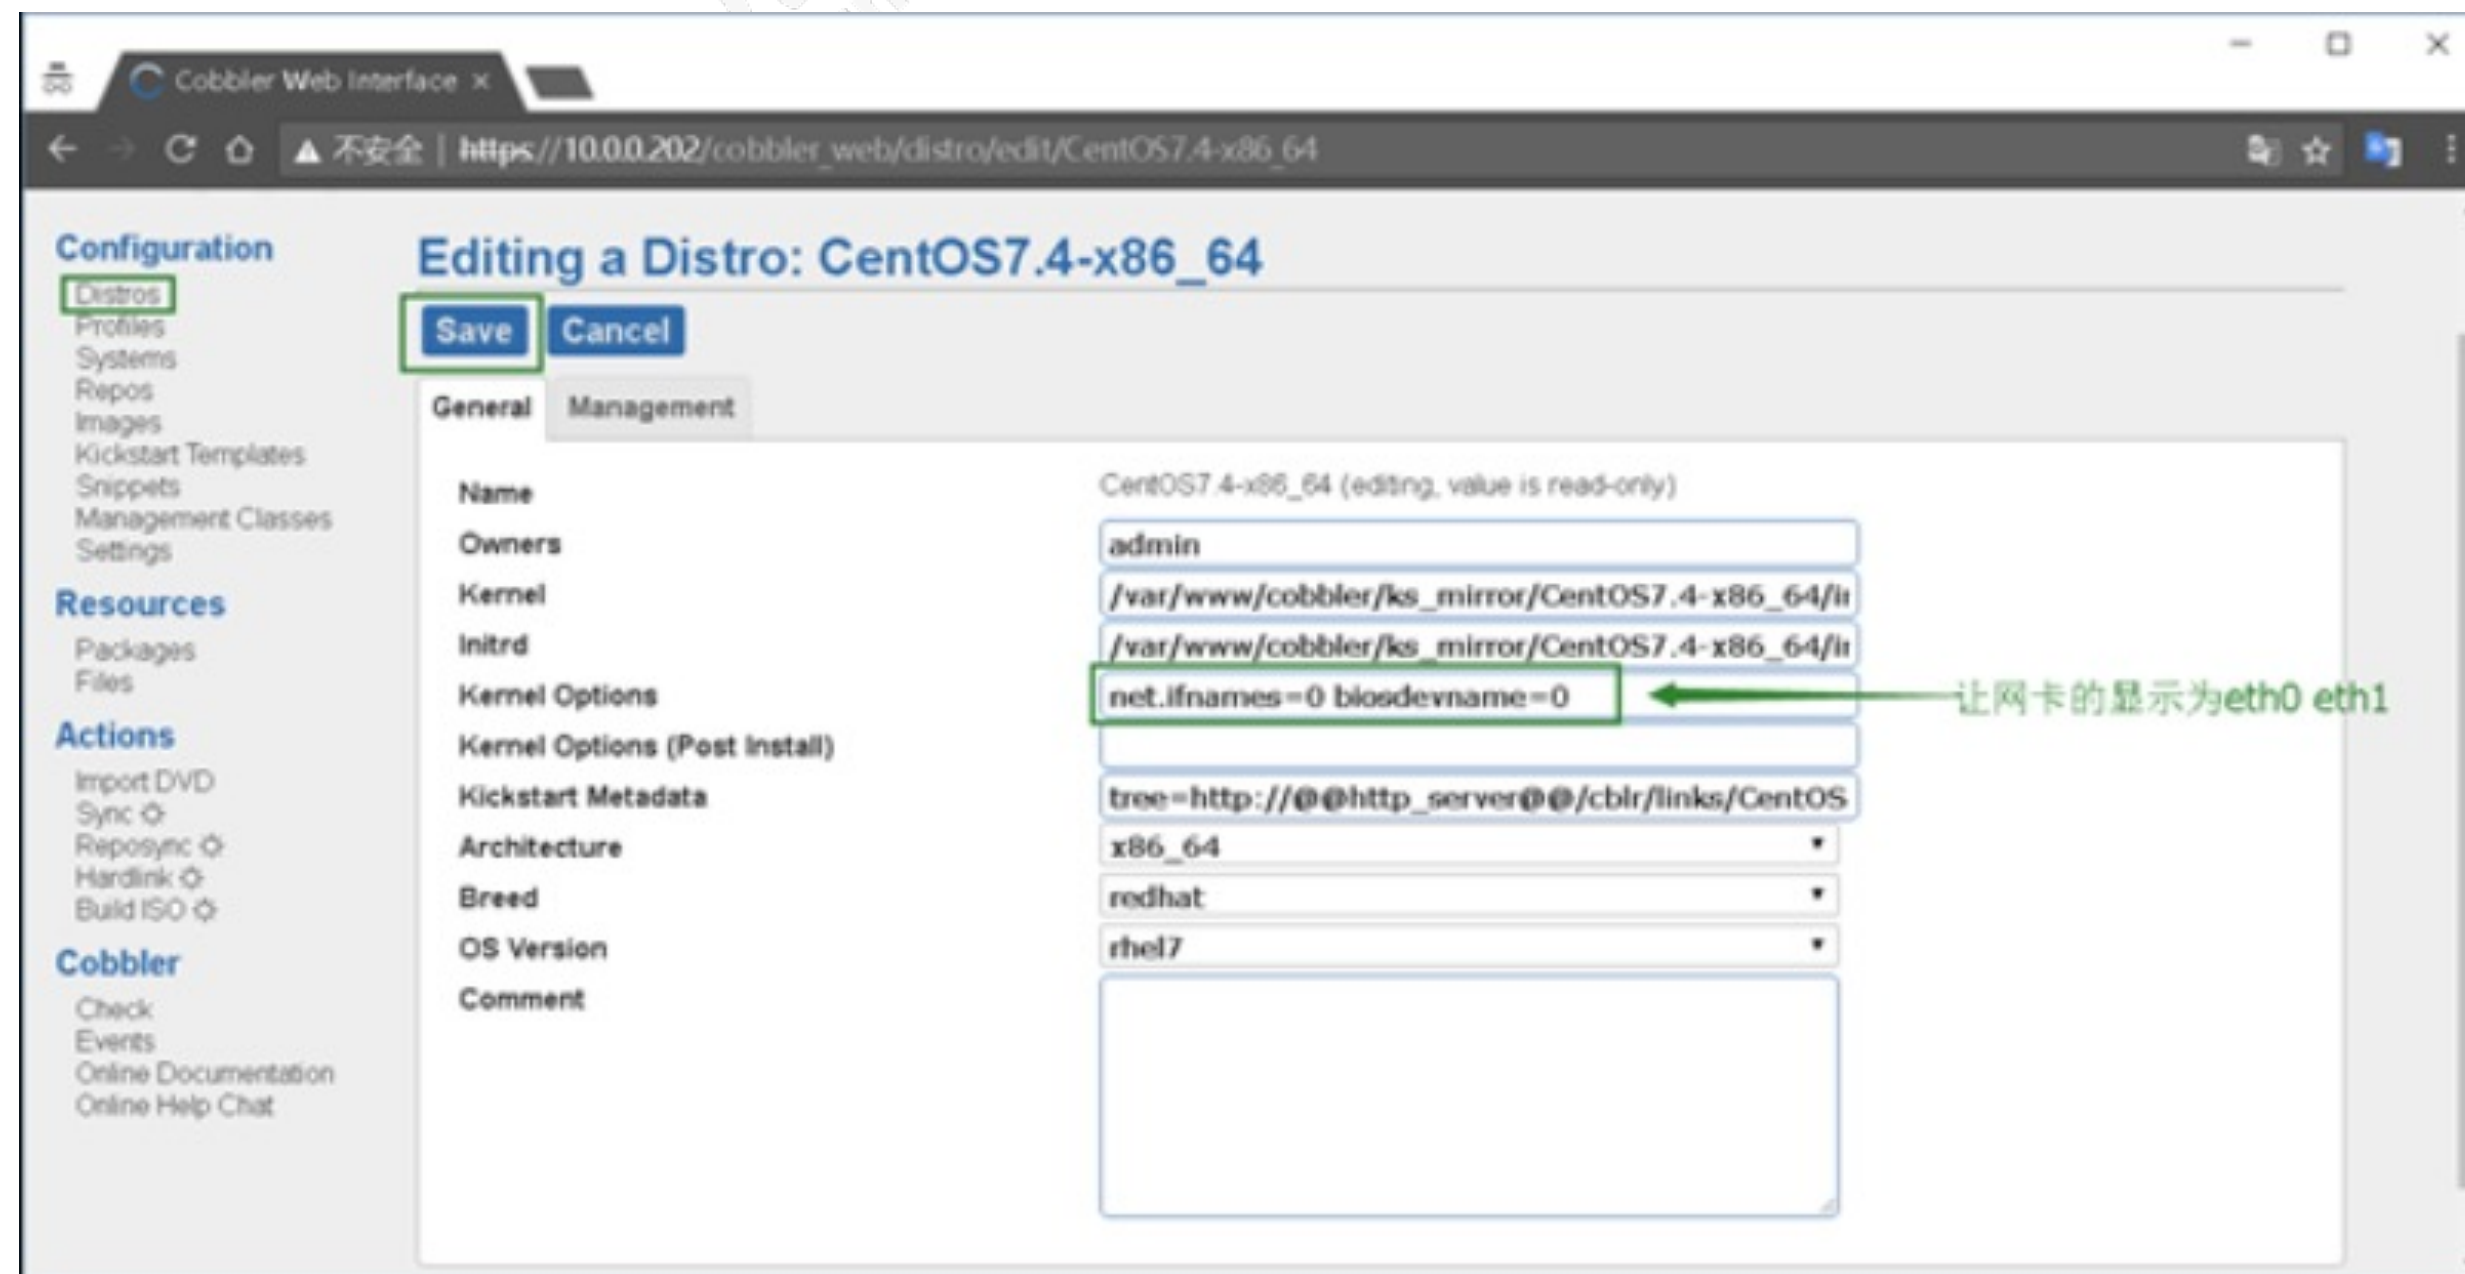 Cobbler Web Interface ×
不安全 | https://10.0.0.202/cobbler_web/distro/edit/CentOS7.4-x86_64
Configuration
Distros
Profiles
Systems
Repos
Images
Kickstart Templates
Snippets
Management Classes
Settings
Resources
Packages
Files
Actions
Import DVD
Sync
Reposync
Hardlink
Build ISO
Cobbler
Check
Events
Online Documentation
Online Help Chat
Editing a Distro: CentOS7.4-x86_64
Save Cancel
General Management
Name CentOS7.4-x86_64 (editing, value is read-only)
Owners admin
Kernel /var/www/cobbler/ks_mirror/CentOS7.4-x86_64/
Initrd /var/www/cobbler/ks_mirror/CentOS7.4-x86_64/
Kernel Options net.ifnames=0 biosdevname=0 让网卡的显示为eth0 eth1
Kernel Options (Post Install)
Kickstart Metadata tree=http://@@http_server@@/cblr/links/CentOS
Architecture x86_64
Breed redhat
OS Version rhel7
Comment